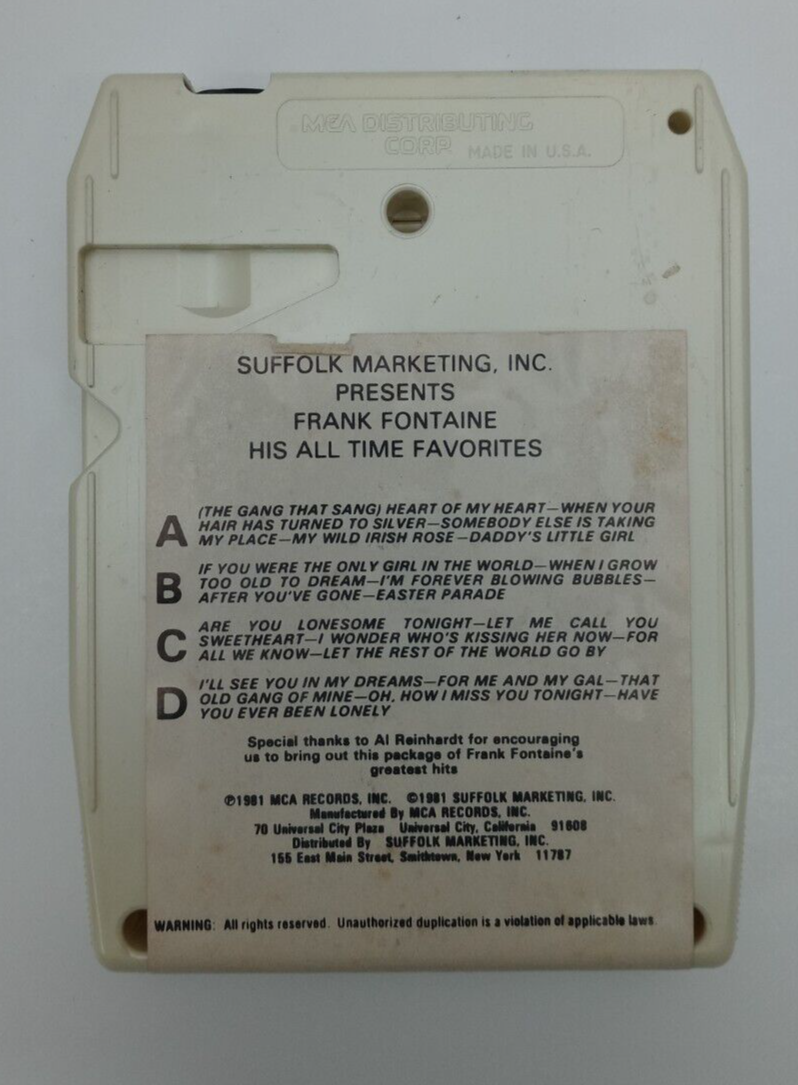 MCA DISTRIBUTING
CORP. MADE IN U.S.A.
SUFFOLK MARKETING, INC.
PRESENTS
FRANK FONTAINE
HIS ALL TIME FAVORITES
A (THE GANG THAT SANG) HEART OF MY HEART—WHEN YOUR
HAIR HAS TURNED TO SILVER—SOMEBODY ELSE IS TAKING
MY PLACE—MY WILD IRISH ROSE—DADDY'S LITTLE GIRL
B IF YOU WERE THE ONLY GIRL IN THE WORLD—WHEN I GROW
TOO OLD TO DREAM—I'M FOREVER BLOWING BUBBLES—
AFTER YOU'VE GONE—EASTER PARADE
C ARE YOU LONESOME TONIGHT—LET ME CALL YOU
SWEETHEART—I WONDER WHO'S KISSING HER NOW—FOR
ALL WE KNOW—LET THE REST OF THE WORLD GO BY
D I'LL SEE YOU IN MY DREAMS—FOR ME AND MY GAL—THAT
OLD GANG OF MINE—OH, HOW I MISS YOU TONIGHT—HAVE
YOU EVER BEEN LONELY
Special thanks to Al Reinhardt for encouraging
us to bring out this package of Frank Fontaine's
greatest hits
℗1981 MCA RECORDS, INC. ©1981 SUFFOLK MARKETING, INC.
Manufactured By MCA RECORDS, INC.
70 Universal City Plaza Universal City, California 91608
Distributed By SUFFOLK MARKETING, INC.
155 East Main Street, Smithtown, New York 11787
WARNING: All rights reserved. Unauthorized duplication is a violation of applicable laws.